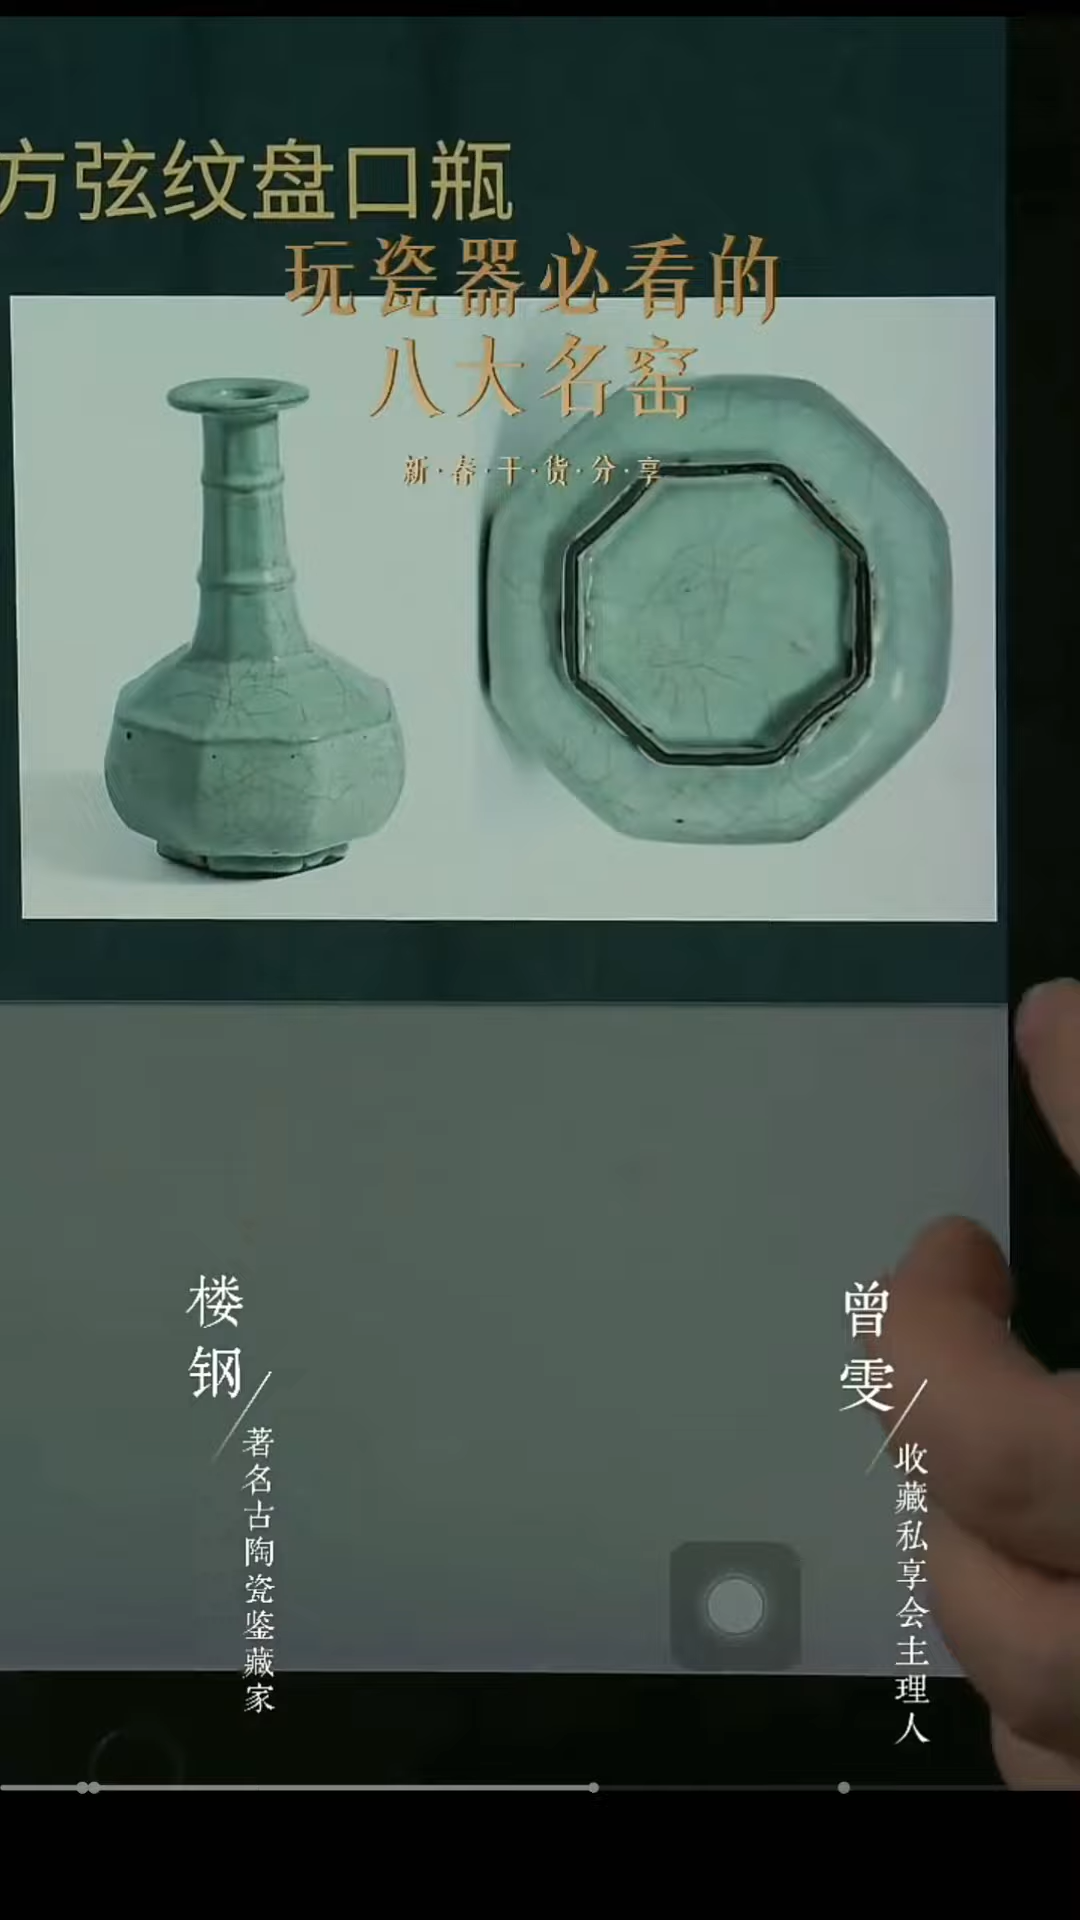 方弦纹盘口瓶
玩瓷器必看的
八大名窑
新·春·干·货·分·享
楼钢
著名古陶瓷鉴藏家
曾雯
收藏私享会主理人